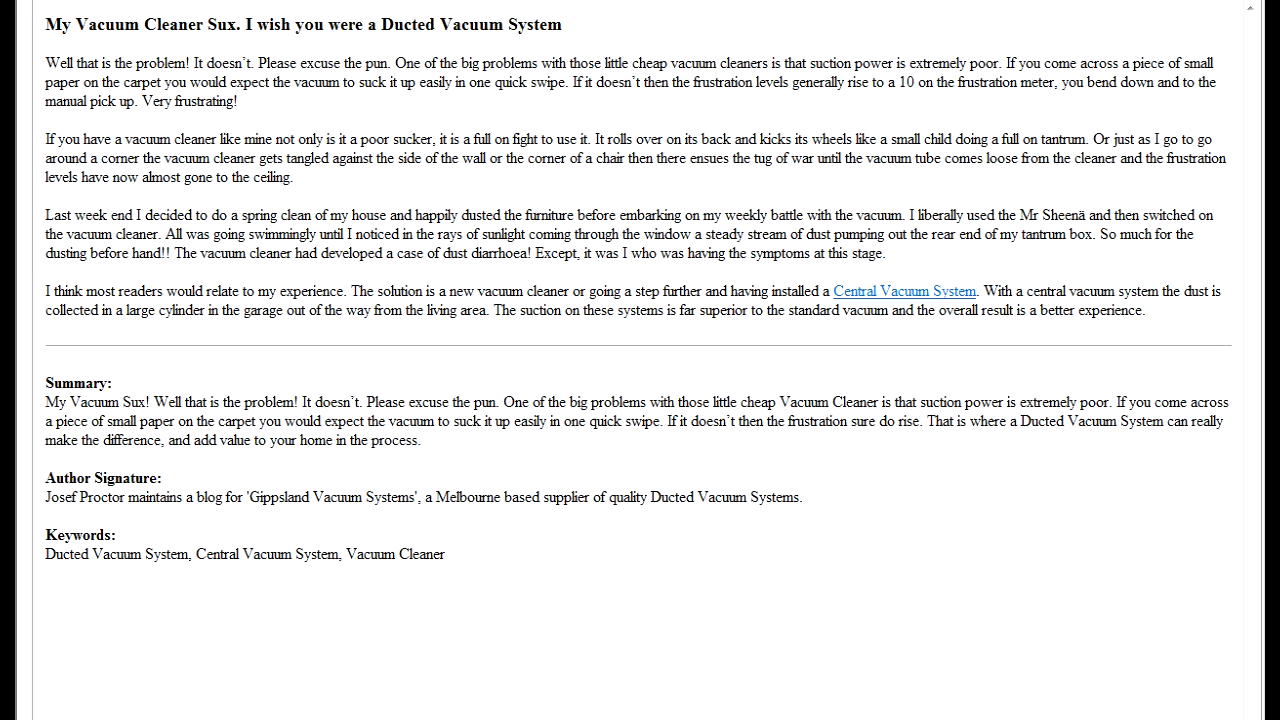 My Vacuum Cleaner Sux. I wish you were a Ducted Vacuum System
Well that is the problem! It doesn't. Please excuse the pun. One of the big problems with those little cheap vacuum cleaners is that suction power is extremely poor. If you come across a piece of small
paper on the carpet you would expect the vacuum to suck it up easily in one quick swipe. If it doesn't then the frustration levels generally rise to a 10 on the frustration meter, you bend down and to the
manual pick up. Very frustrating!
If you have a vacuum cleaner like mine not only is it a poor sucker, it is a full on fight to use it. It rolls over on its back and kicks its wheels like a small child doing a full on tantrum. Or just as I go to go
around a corner the vacuum cleaner gets tangled against the side of the wall or the corner of a chair then there ensues the tug of war until the vacuum tube comes loose from the cleaner and the frustration
levels have now almost gone to the ceiling.
Last week end I decided to do a spring clean of my house and happily dusted the furniture before embarking on my weekly battle with the vacuum. I liberally used the Mr Sheenä and then switched on
the vacuum cleaner. All was going swimmingly until I noticed in the rays of sunlight coming through the window a steady stream of dust pumping out the rear end of my tantrum box. So much for the
dusting before hand!! The vacuum cleaner had developed a case of dust diarrhoea! Except, it was I who was having the symptoms at this stage.
I think most readers would relate to my experience. The solution is a new vacuum cleaner or going a step further and having installed a Central Vacuum System. With a central vacuum system the dust is
collected in a large cylinder in the garage out of the way from the living area. The suction on these systems is far superior to the standard vacuum and the overall result is a better experience.
Summary:
My Vacuum Sux! Well that is the problem! It doesn't. Please excuse the pun. One of the big problems with those little cheap Vacuum Cleaner is that suction power is extremely poor. If you come across
a piece of small paper on the carpet you would expect the vacuum to suck it up easily in one quick swipe. If it doesn't then the frustration sure do rise. That is where a Ducted Vacuum System can really
make the difference, and add value to your home in the process.
Author Signature:
Josef Proctor maintains a blog for 'Gippsland Vacuum Systems', a Melbourne based supplier of quality Ducted Vacuum Systems.
Keywords:
Ducted Vacuum System, Central Vacuum System, Vacuum Cleaner